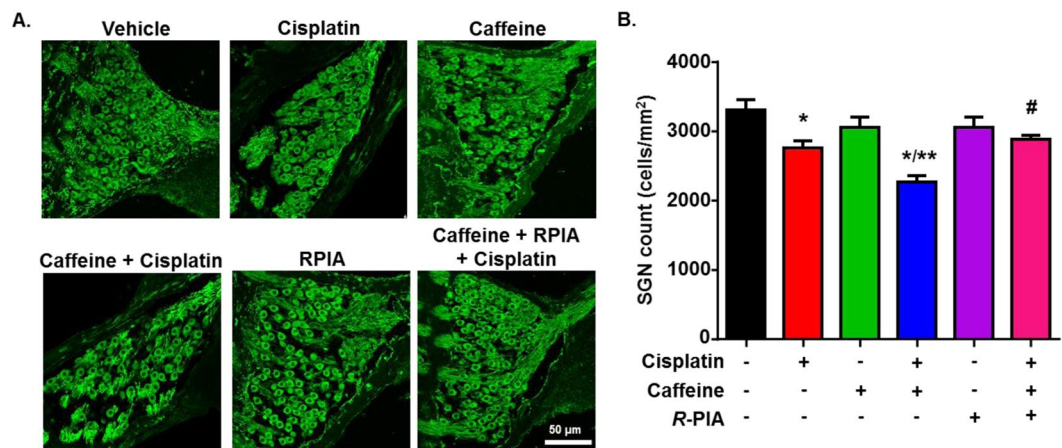 A.
Vehicle
Cisplatin
Caffeine
Caffeine + Cisplatin
RPIA
Caffeine + RPIA
+ Cisplatin
50 µm
B.
SGN count (cells/mm²)
4000
3000
2000
1000
0
*
*/**
#
Cisplatin - + - + - +
Caffeine - - + + - +
R-PIA - - - - + +